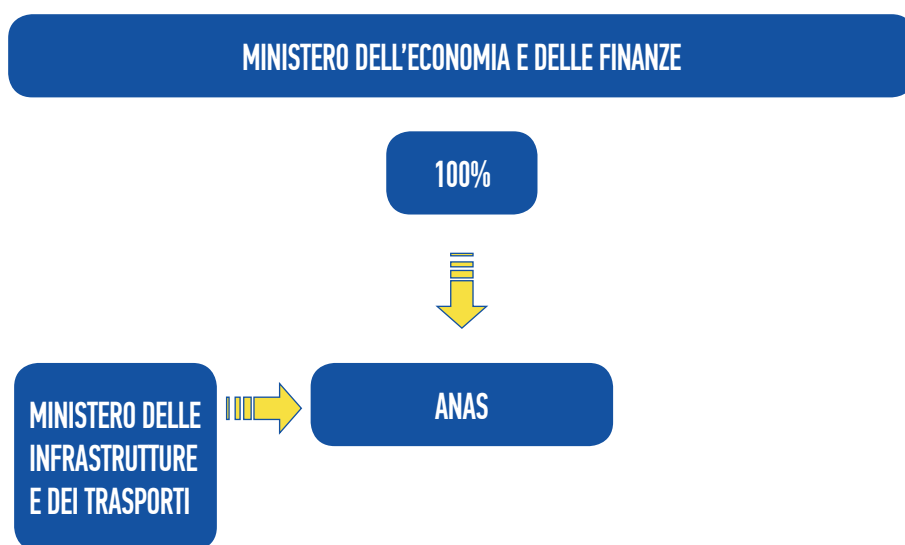 MINISTERO DELL'ECONOMIA E DELLE FINANZE
100%
MINISTERO DELLE
INFRASTRUTTURE
E DEI TRASPORTI
ANAS